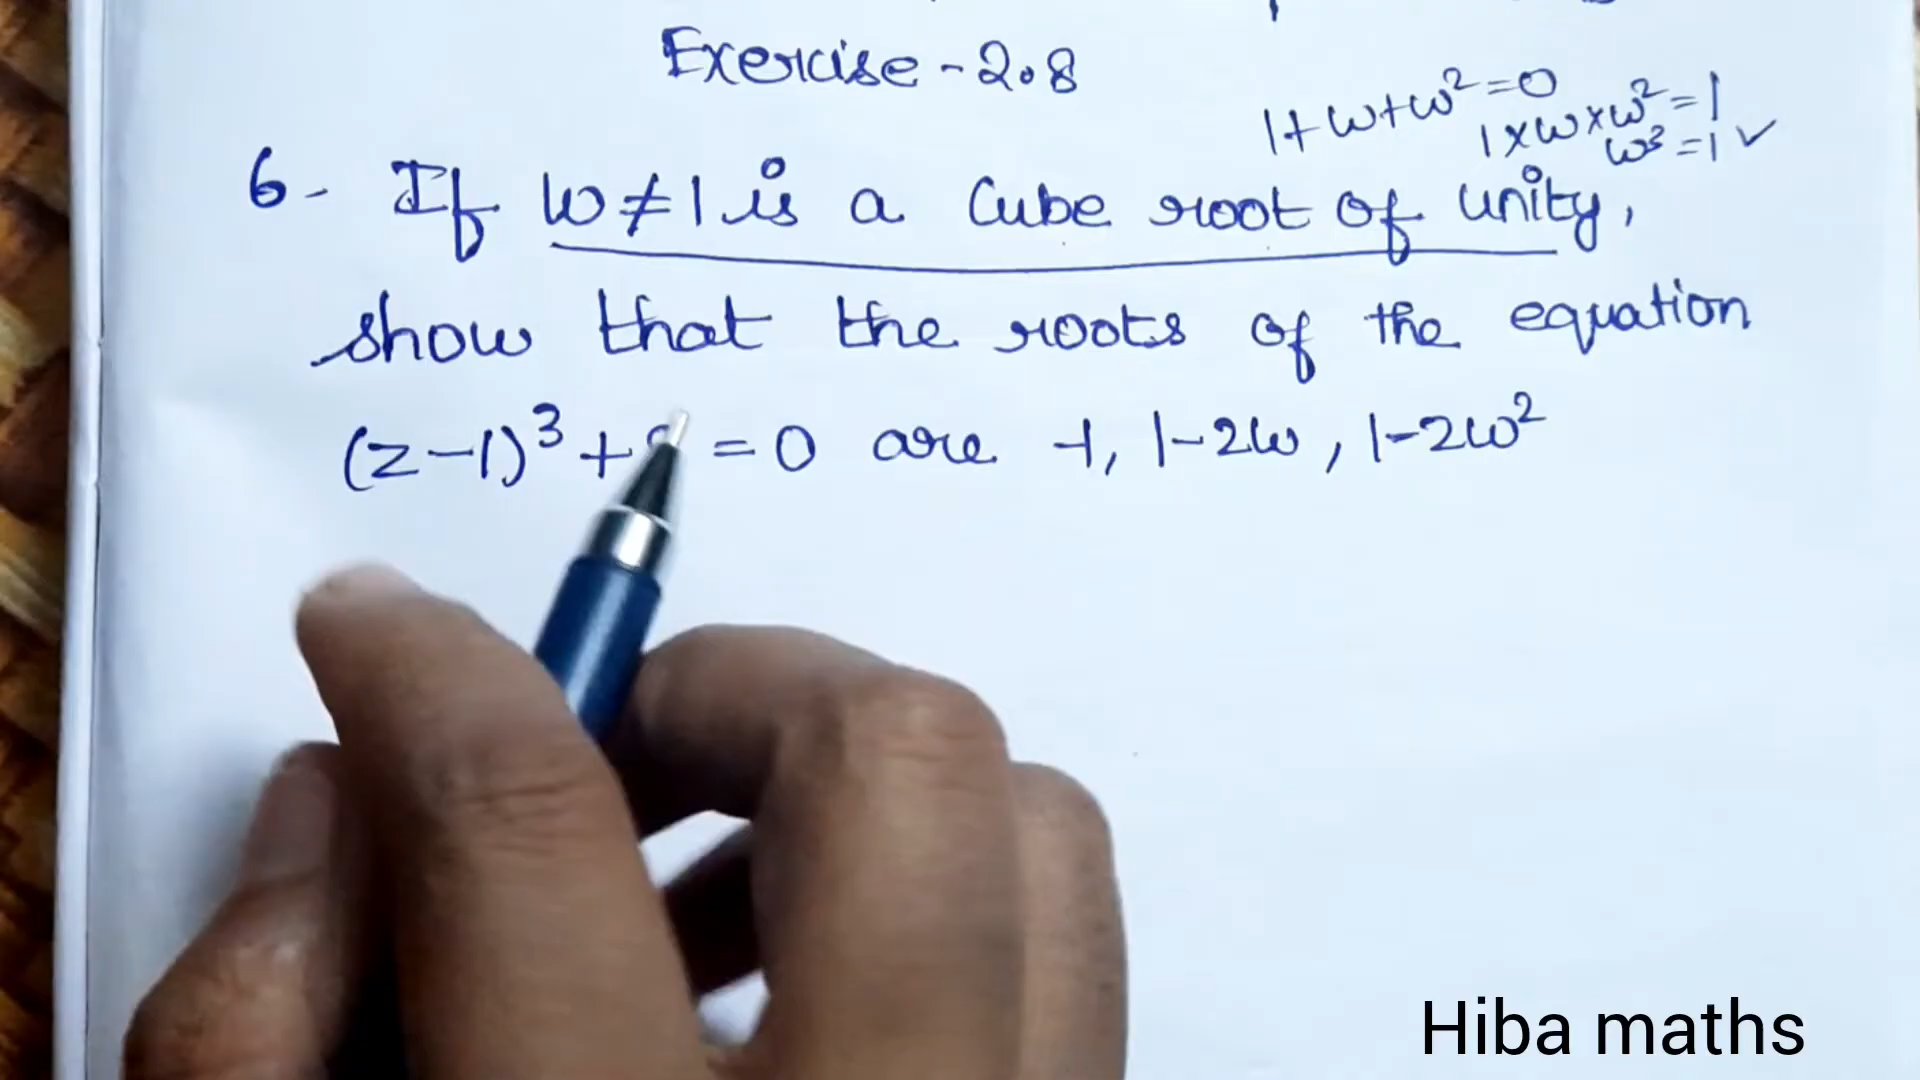 Exercise - 2.8
1+ω+ω²=0
1×ω×ω²=1
ω³=1 ✓
6- If ω≠1 is a Cube root of unity,
show that the roots of the equation
(z-1)³+ =0 are -1, 1-2ω, 1-2ω²
Hiba maths